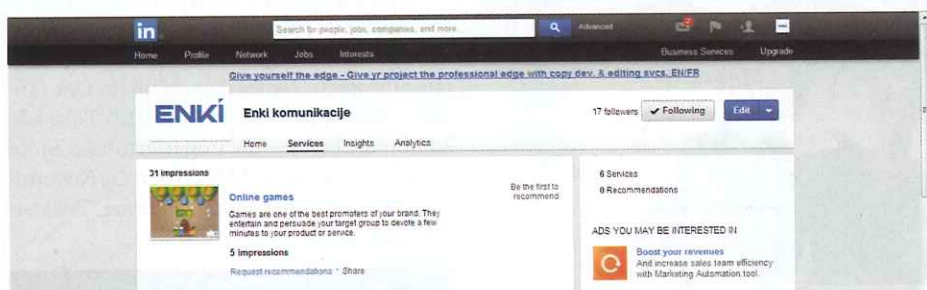 in
Search for people, jobs, companies, and more...
Advanced
2
Home Profile Network Jobs Interests
Business Services Upgrade
Give yourself the edge - Give yr project the professional edge with copy dev. & editing svcs. EN/FR
ENKÍ
Enki komunikacije
17 followers
✓ Following
Edit
Home Services Insights Analytics
31 impressions
Online games
Games are one of the best promoters of your brand. They
entertain and persuade your target group to devote a few
minutes to your product or service.
5 impressions
Request recommendations • Share
Be the first to
recommend
6 Services
0 Recommendations
ADS YOU MAY BE INTERESTED IN
Boost your revenues
And increase sales team efficiency
with Marketing Automation tool.